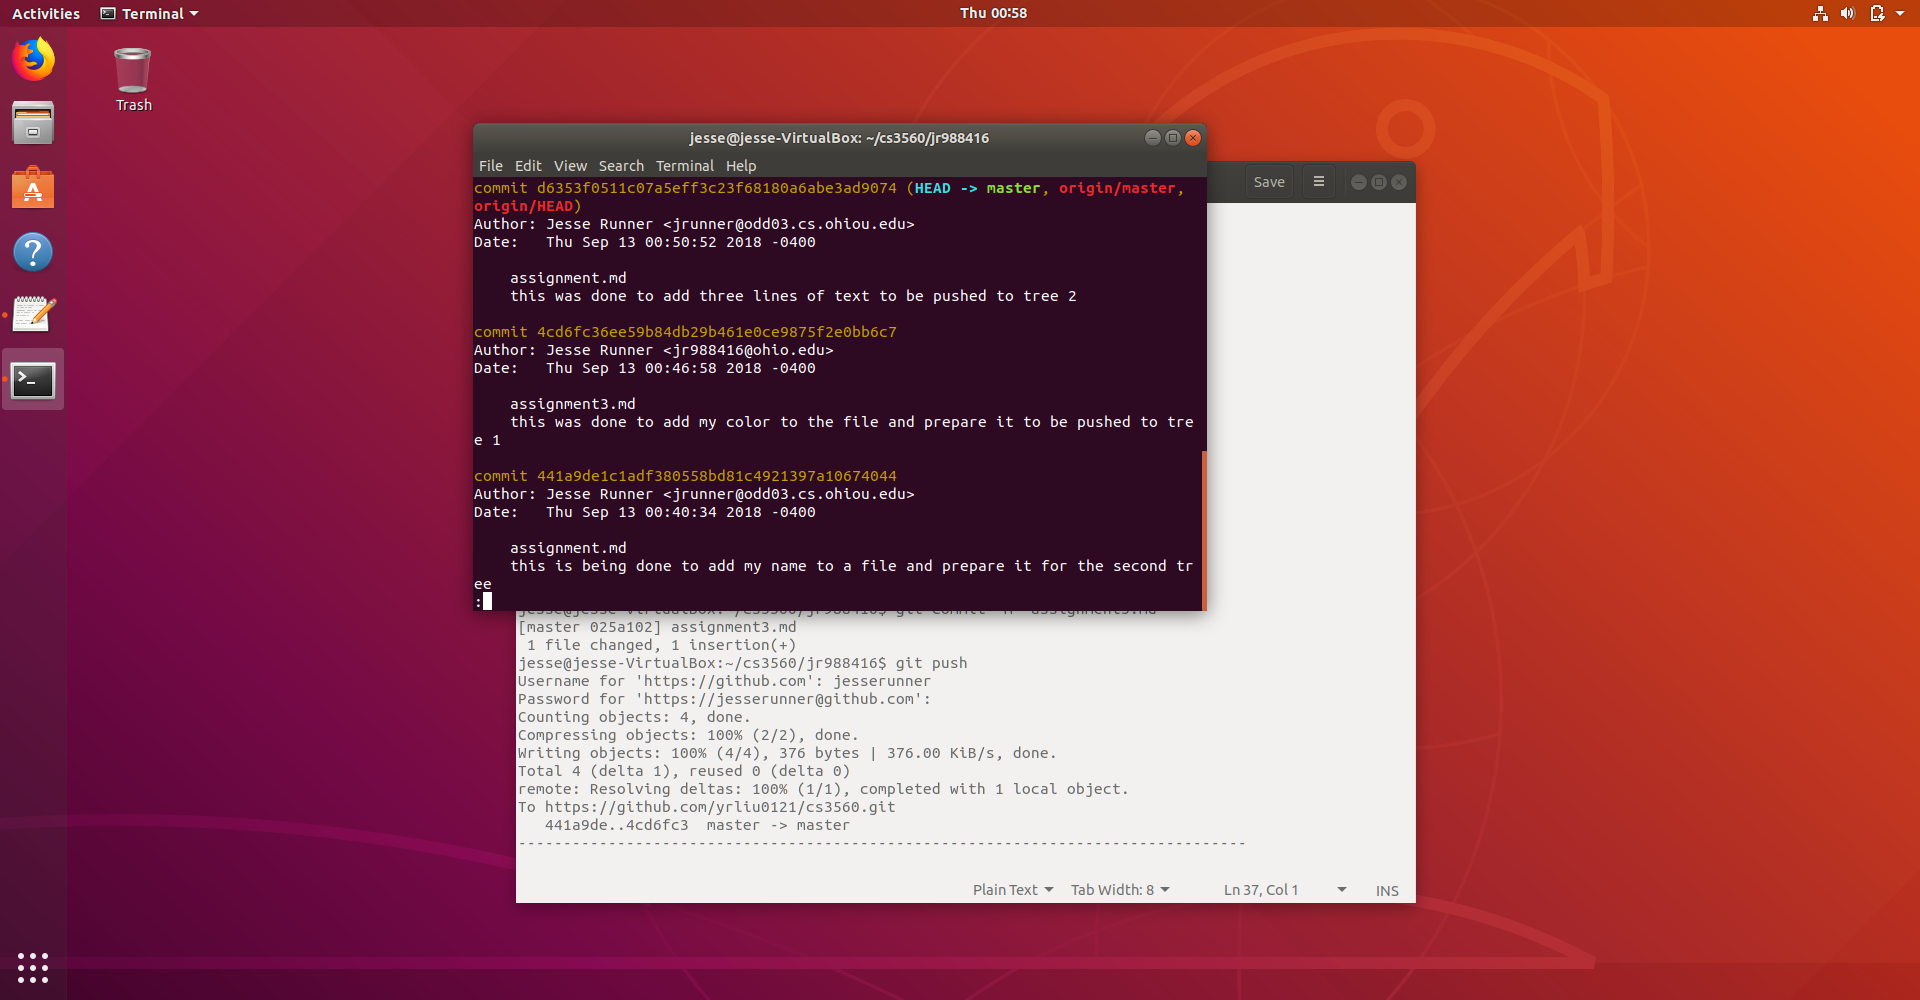 Activities
Terminal
Thu 00:58
Trash
jesse@jesse-VirtualBox: ~/cs3560/jr988416
File Edit View Search Terminal Help
commit d6353f0511c07a5eff3c23f68180a6abe3ad9074 (HEAD -> master, origin/master,
origin/HEAD)
Author: Jesse Runner <jrunner@odd03.cs.ohiou.edu>
Date:   Thu Sep 13 00:50:52 2018 -0400
assignment.md
this was done to add three lines of text to be pushed to tree 2
commit 4cd6fc36ee59b84db29b461e0ce9875f2e0bb6c7
Author: Jesse Runner <jr988416@ohio.edu>
Date:   Thu Sep 13 00:46:58 2018 -0400
assignment3.md
this was done to add my color to the file and prepare it to be pushed to tre
e 1
commit 441a9de1c1adf380558bd81c4921397a10674044
Author: Jesse Runner <jrunner@odd03.cs.ohiou.edu>
Date:   Thu Sep 13 00:40:34 2018 -0400
assignment.md
this is being done to add my name to a file and prepare it for the second tr
ee
:
Save
[master 025a102] assignment3.md
1 file changed, 1 insertion(+)
jesse@jesse-VirtualBox:~/cs3560/jr988416$ git push
Username for 'https://github.com': jesserunner
Password for 'https://jesserunner@github.com':
Counting objects: 4, done.
Compressing objects: 100% (2/2), done.
Writing objects: 100% (4/4), 376 bytes | 376.00 KiB/s, done.
Total 4 (delta 1), reused 0 (delta 0)
remote: Resolving deltas: 100% (1/1), completed with 1 local object.
To https://github.com/yrliu0121/cs3560.git
441a9de..4cd6fc3  master -> master
---------------------------------------------------------------------------------
Plain Text Tab Width: 8 Ln 37, Col 1 INS